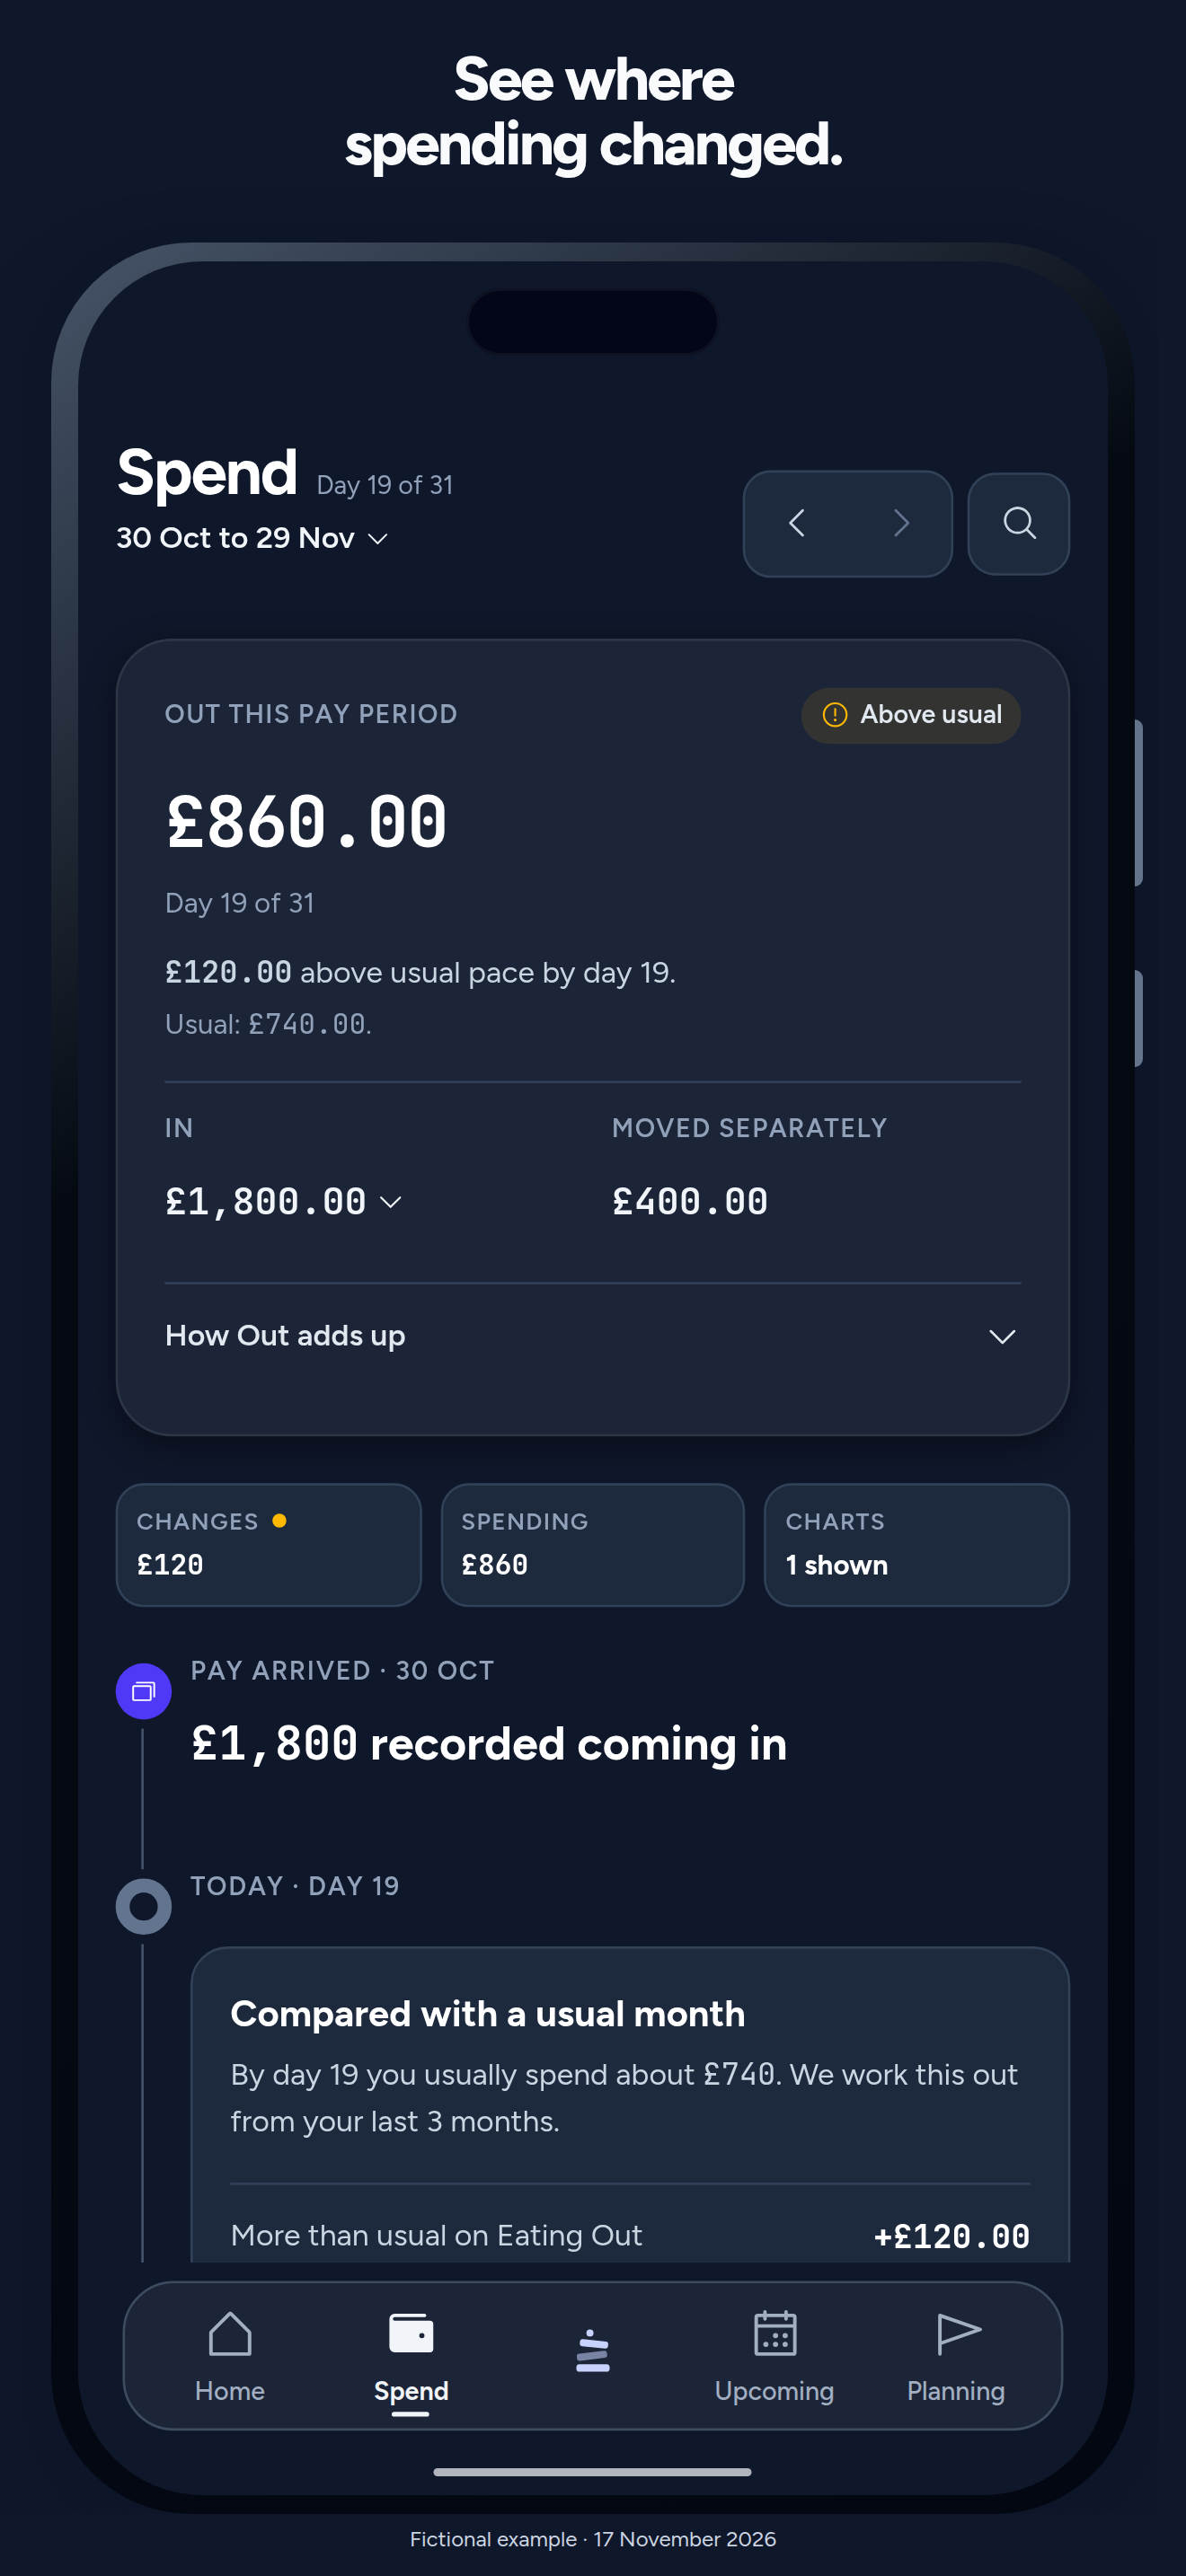 See where
spending changed.
Spend Day 19 of 31
30 Oct to 29 Nov
OUT THIS PAY PERIOD
Above usual
£860.00
Day 19 of 31
£120.00 above usual pace by day 19.
Usual: £740.00.
IN
MOVED SEPARATELY
£1,800.00
£400.00
How Out adds up
CHANGES
£120
SPENDING
£860
CHARTS
1 shown
PAY ARRIVED · 30 OCT
£1,800 recorded coming in
TODAY · DAY 19
Compared with a usual month
By day 19 you usually spend about £740. We work this out
from your last 3 months.
More than usual on Eating Out
+£120.00
Home
Spend
Upcoming
Planning
Fictional example · 17 November 2026